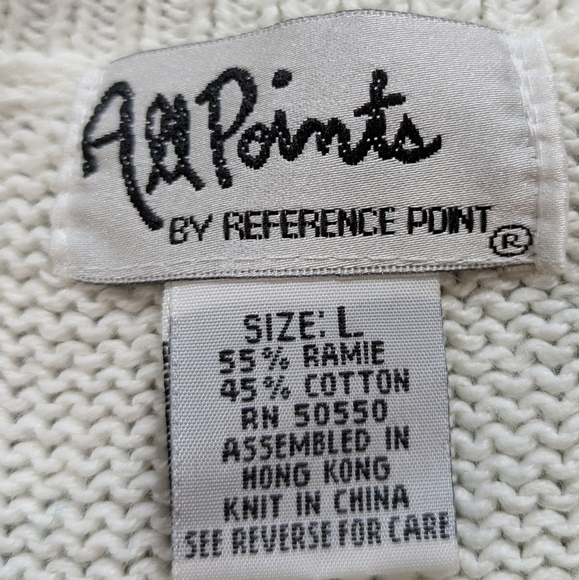 All Points
BY REFERENCE POINT ®
SIZE: L
55% RAMIE
45% COTTON
RN 50550
ASSEMBLED IN
HONG KONG
KNIT IN CHINA
SEE REVERSE FOR CARE